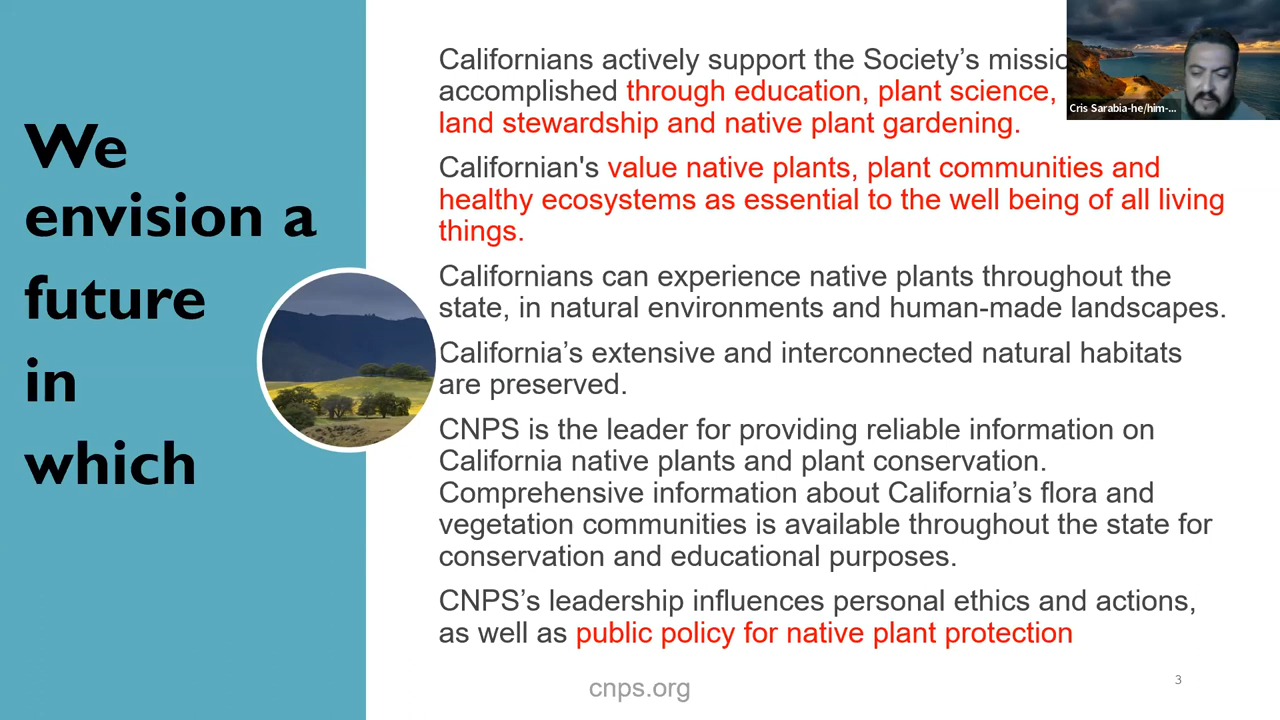 We
envision a
future
in
which
Californians actively support the Society’s
accomplished through education, plant science,
land stewardship and native plant gardening.
Californian's value native plants, plant communities and
healthy ecosystems as essential to the well being of all living
things.
Californians can experience native plants throughout the
state, in natural environments and human-made landscapes.
California’s extensive and interconnected natural habitats
are preserved.
CNPS is the leader for providing reliable information on
California native plants and plant conservation.
Comprehensive information about California’s flora and
vegetation communities is available throughout the state for
conservation and educational purposes.
CNPS’s leadership influences personal ethics and actions,
as well as public policy for native plant protection
cnps.org
3
Cris Sarabia-he/him-...